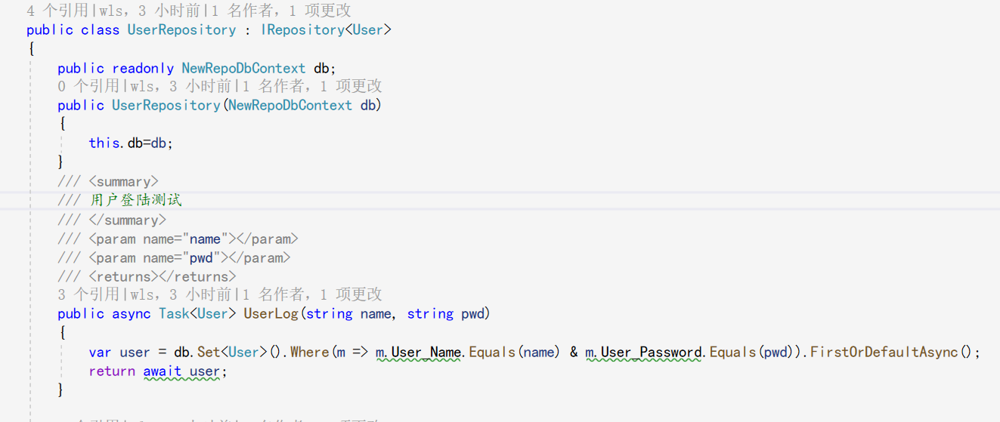 4 个引用|wls，3 小时前|1 名作者，1 项更改
public class UserRepository : IRepository<User>
{
public readonly NewRepoDbContext db;
0 个引用|wls，3 小时前|1 名作者，1 项更改
public UserRepository(NewRepoDbContext db)
{
this.db=db;
}
/// <summary>
/// 用户登陆测试
/// </summary>
/// <param name="name"></param>
/// <param name="pwd"></param>
/// <returns></returns>
3 个引用|wls，3 小时前|1 名作者，1 项更改
public async Task<User> UserLog(string name, string pwd)
{
var user = db.Set<User>().Where(m => m.User_Name.Equals(name) & m.User_Password.Equals(pwd)).FirstOrDefaultAsync();
return await user;
}